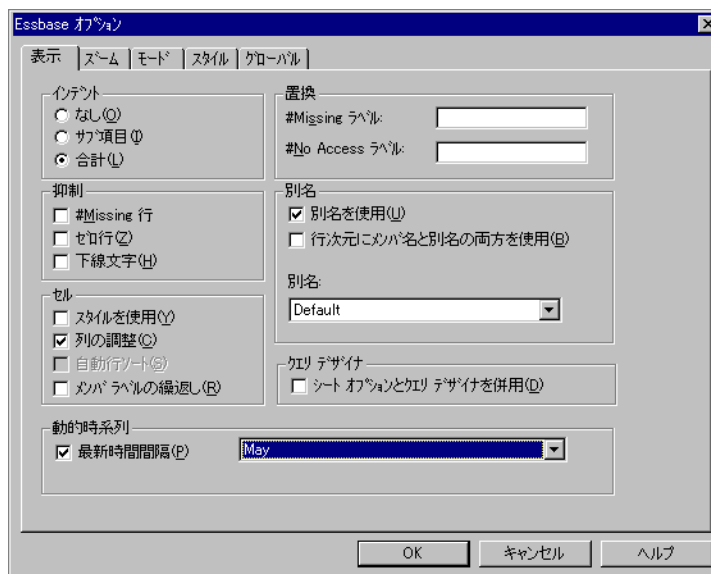 Essbase オプション
表示 ズーム モード スタイル グローバル
インデント
なし(O)
サブ項目(I)
合計(L)
置換
#Missing ラベル:
#No Access ラベル:
抑制
#Missing 行
ゼロ行(Z)
下線文字(H)
別名
別名を使用(U)
行次元にメンバ名と別名の両方を使用(B)
別名:
Default
セル
スタイルを使用(Y)
列の調整(C)
自動行ソート(S)
メンバ ラベルの繰返し(R)
クエリ デザイナ
シート オプションとクエリ デザイナを併用(D)
動的時系列
最新時間間隔(P)
May
OK キャンセル ヘルプ